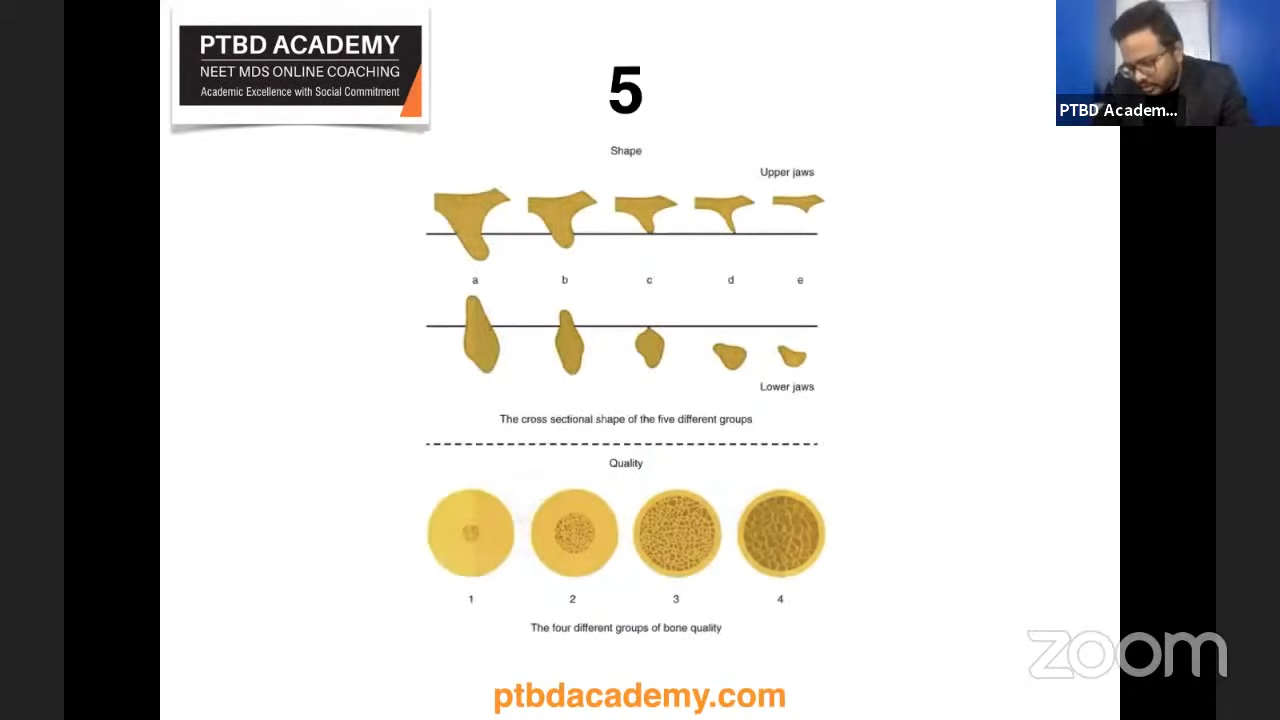 PTBD ACADEMY
NEET MDS ONLINE COACHING
Academic Excellence with Social Commitment
5
PTBD Academ...
Shape
Upper jaws
a b c d e
Lower jaws
The cross sectional shape of the five different groups
Quality
1 2 3 4
The four different groups of bone quality
zoom
ptbdacademy.com